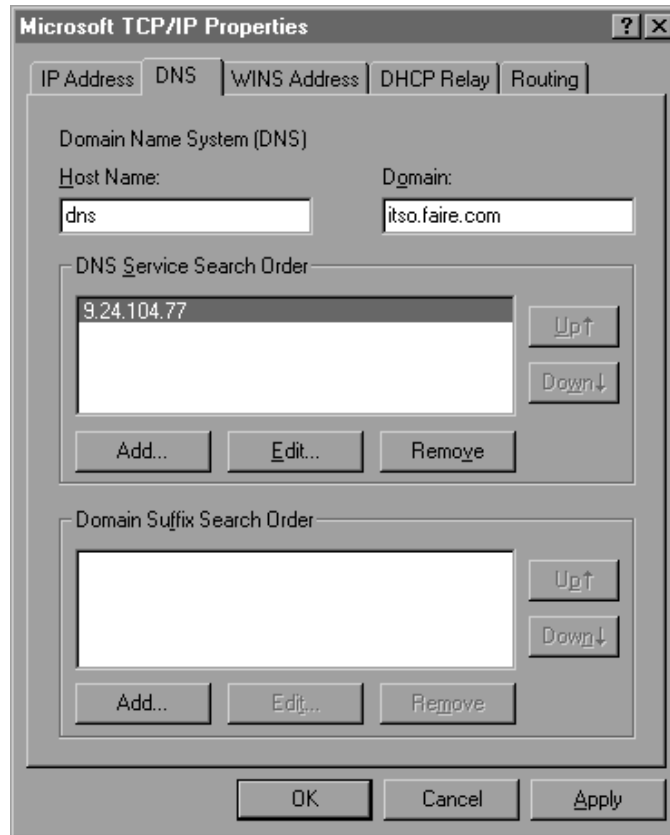 Microsoft TCP/IP Properties
? ×
IP Address DNS WINS Address DHCP Relay Routing
Domain Name System (DNS)
Host Name: Domain:
dns itso.faire.com
DNS Service Search Order
9.24.104.77
Up↑
Down↓
Add... Edit... Remove
Domain Suffix Search Order
Up↑
Down↓
Add... Edit... Remove
OK Cancel Apply